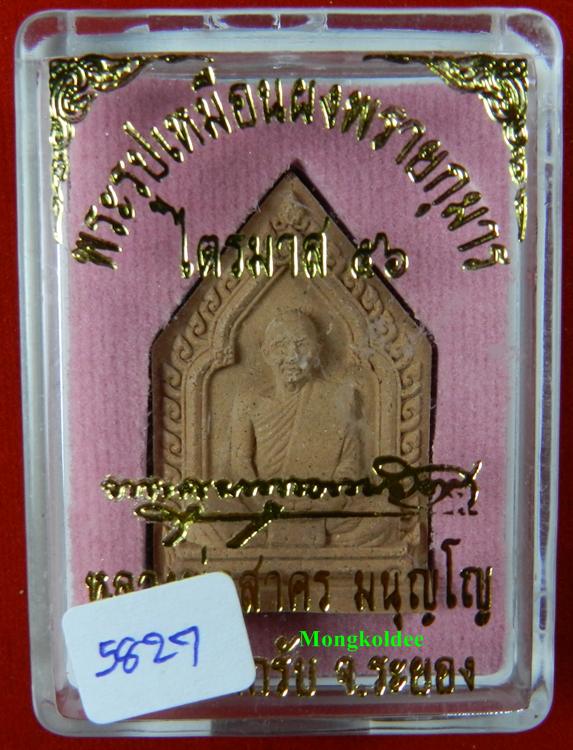 พระรูปเหมือนผงพรายกุมาร
ไตรมาส ๕๖
สาคร มนุญฺโญ
Mongkoldee
จ.ระยอง
5827